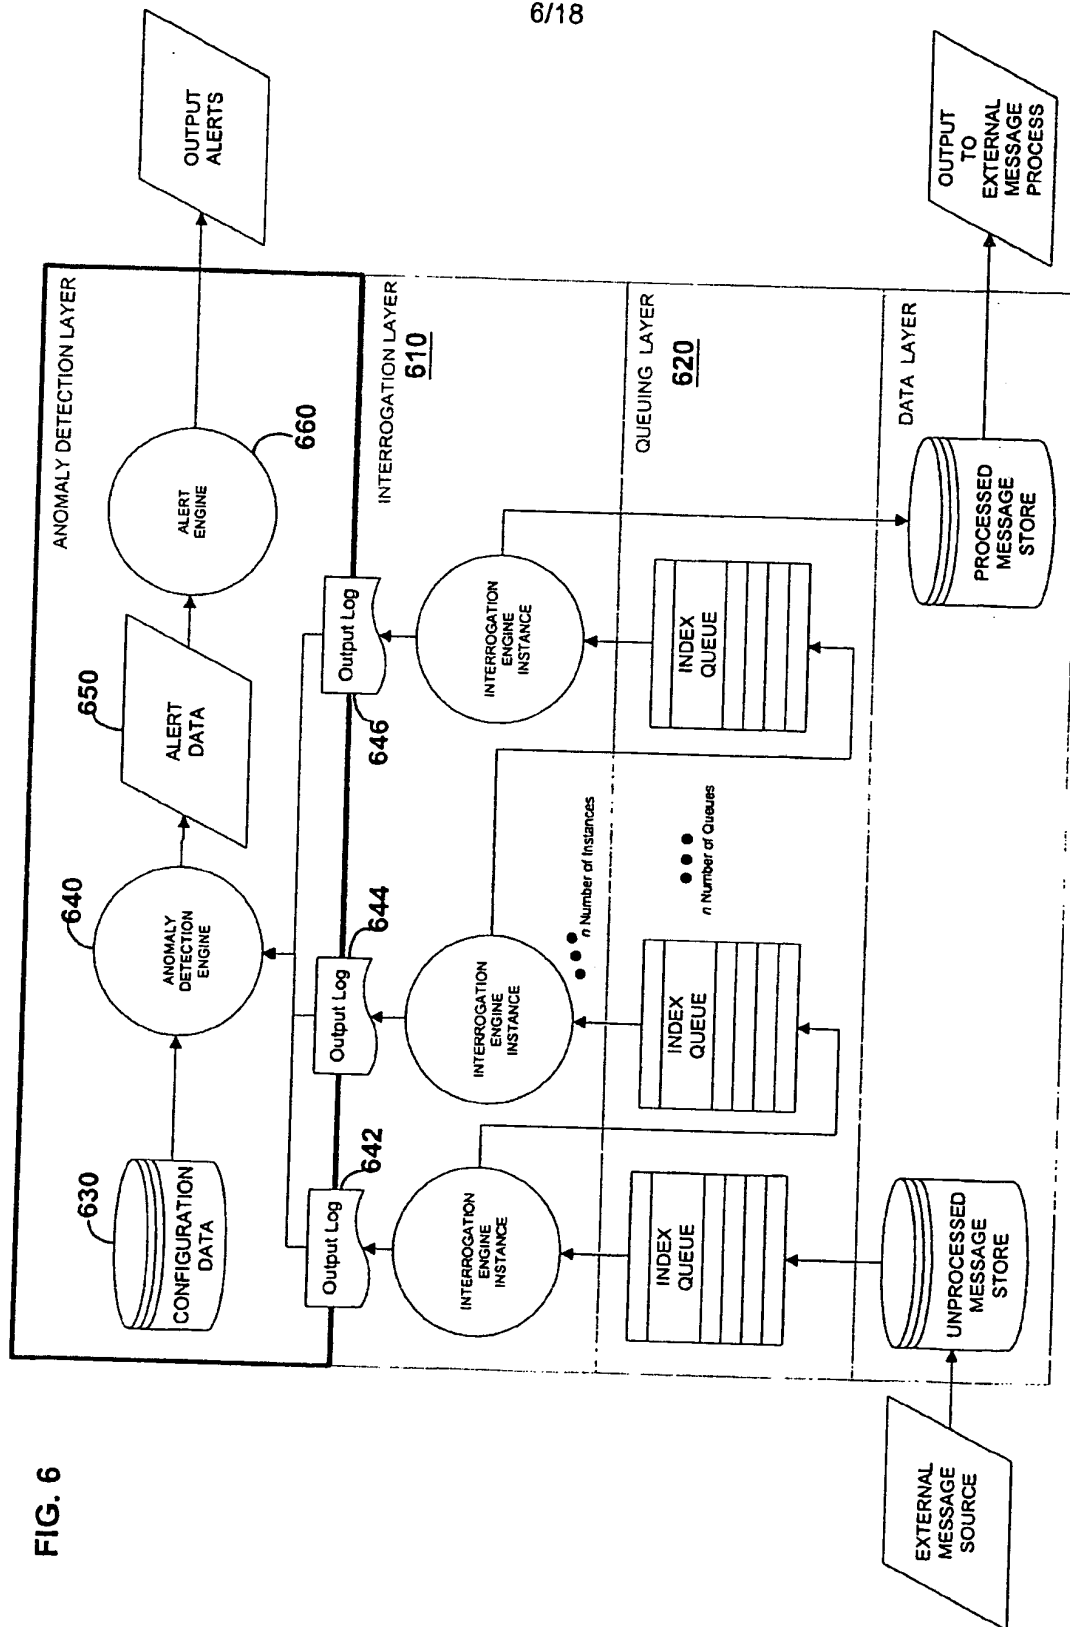 6/18
FIG. 6
ANOMALY DETECTION LAYER
630
CONFIGURATION
DATA
640
ANOMALY
DETECTION
ENGINE
650
ALERT
DATA
660
ALERT
ENGINE
OUTPUT
ALERTS
642
Output Log
644
Output Log
646
Output Log
INTERROGATION LAYER
610
INTERROGATION
ENGINE
INSTANCE
INTERROGATION
ENGINE
INSTANCE
n Number of Instances
INTERROGATION
ENGINE
INSTANCE
QUEUING LAYER
620
INDEX
QUEUE
INDEX
QUEUE
n Number of Queues
INDEX
QUEUE
DATA LAYER
EXTERNAL
MESSAGE
SOURCE
UNPROCESSED
MESSAGE
STORE
PROCESSED
MESSAGE
STORE
OUTPUT
TO
EXTERNAL
MESSAGE
PROCESS